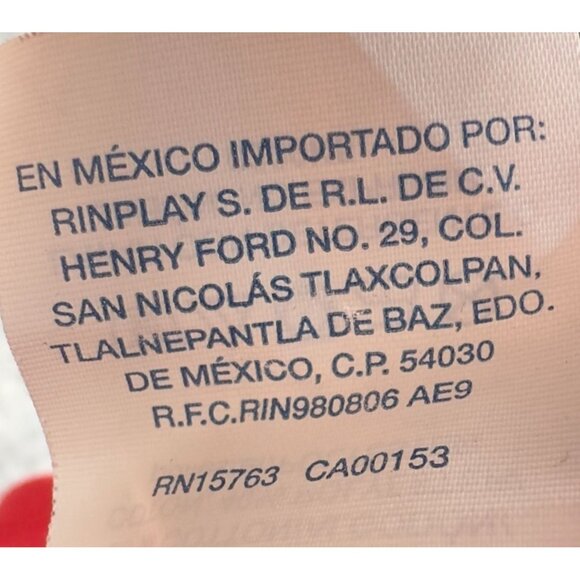 EN MÉXICO IMPORTADO POR:
RINPLAY S. DE R.L. DE C.V.
HENRY FORD NO. 29, COL.
SAN NICOLÁS TLAXCOLPAN,
TLALNEPANTLA DE BAZ, EDO.
DE MÉXICO, C.P. 54030
R.F.C.RIN980806 AE9
RN15763 CA00153